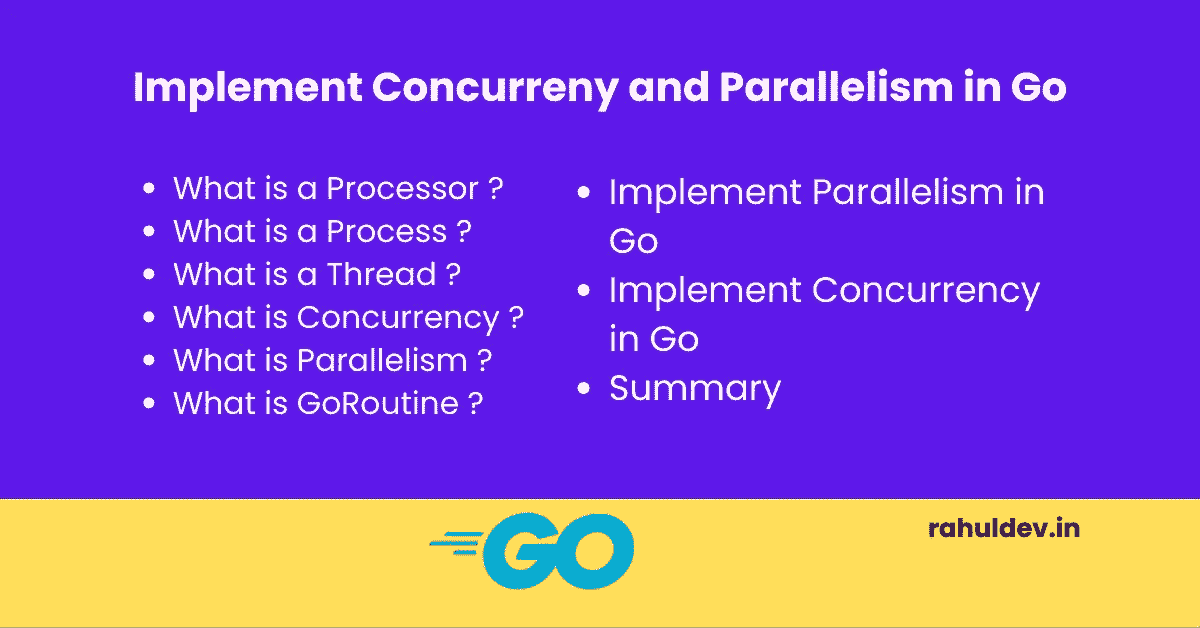 Implement Concurreny and Parallelism in Go
• What is a Processor ?
• What is a Process ?
• What is a Thread ?
• What is Concurrency ?
• What is Parallelism ?
• What is GoRoutine ?
• Implement Parallelism in
Go
• Implement Concurrency
in Go
• Summary
GO
rahuldev.in